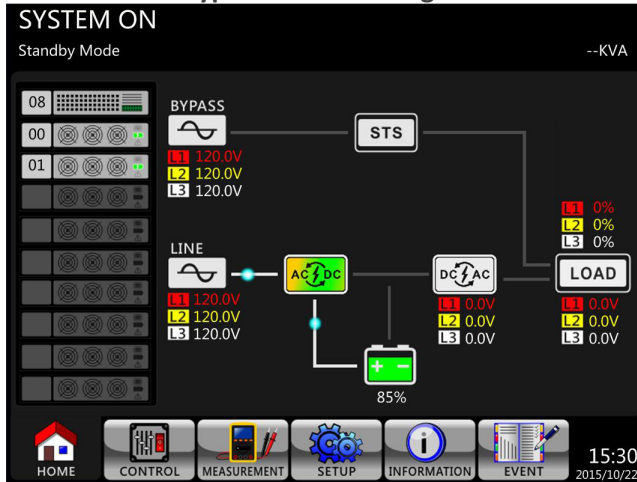 SYSTEM ON
Standby Mode
--KVA
08
00
01
BYPASS
L1 120.0V
L2 120.0V
L3 120.0V
STS
L1 0%
L2 0%
L3 0%
LINE
L1 120.0V
L2 120.0V
L3 120.0V
AC DC
DC AC
L1 0.0V
L2 0.0V
L3 0.0V
LOAD
L1 0.0V
L2 0.0V
L3 0.0V
+ -
85%
HOME
CONTROL
MEASUREMENT
SETUP
INFORMATION
EVENT
15:30
2015/10/22